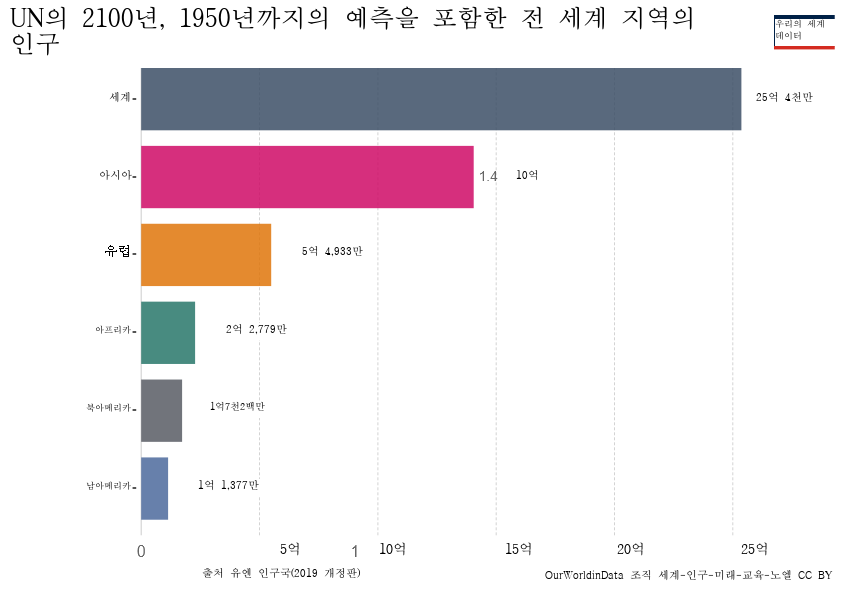 UN의 2100년, 1950년까지의 예측을 포함한 전 세계 지역의
인구
우리의 세계
데이터
세계
25억 4천만
아시아
1.4 10억
유럽
5억 4,933만
아프리카
2억 2,779만
북아메리카
1억7천2백만
남아메리카
1억 1,377만
0 5억 1 10억 15억 20억 25억
출처 유엔 인구국(2019 개정판)
OurWorldinData 조직 세계-인구-미래-교육-노엘 CC BY